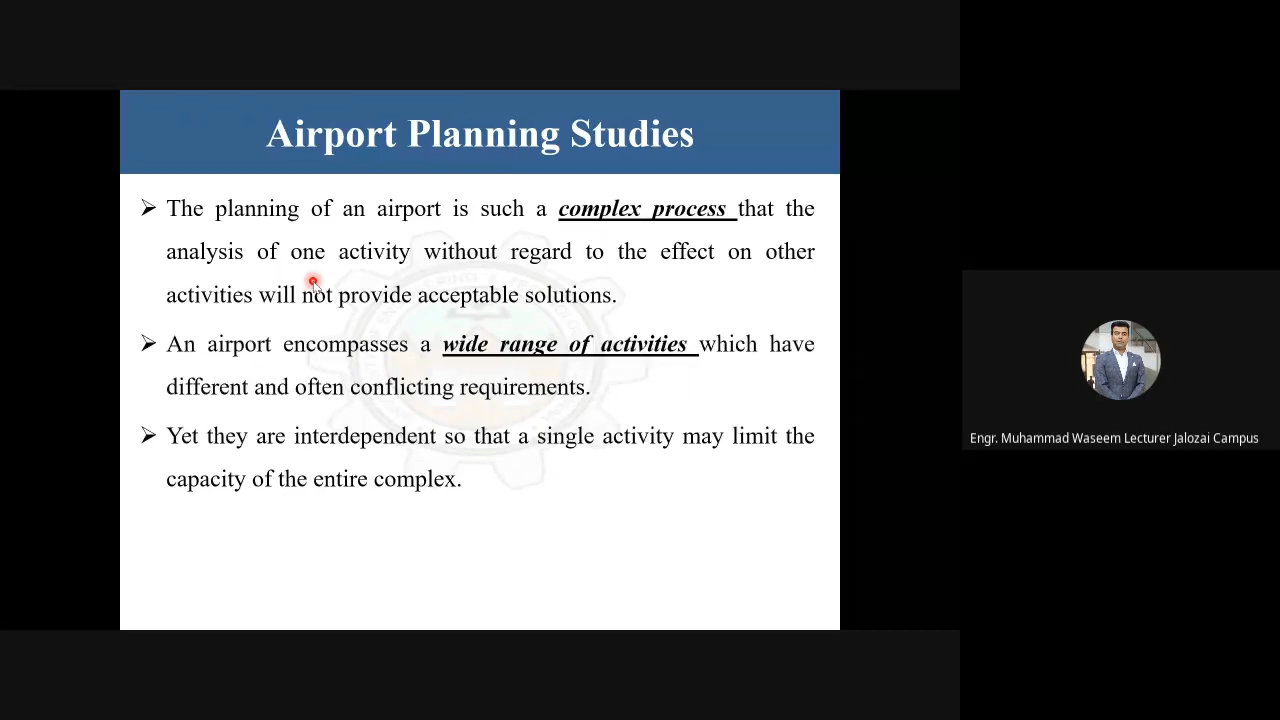 Airport Planning Studies
➢ The planning of an airport is such a complex process that the
analysis of one activity without regard to the effect on other
activities will not provide acceptable solutions.
➢ An airport encompasses a wide range of activities which have
different and often conflicting requirements.
➢ Yet they are interdependent so that a single activity may limit the
capacity of the entire complex.
Engr. Muhammad Waseem Lecturer Jalozai Campus